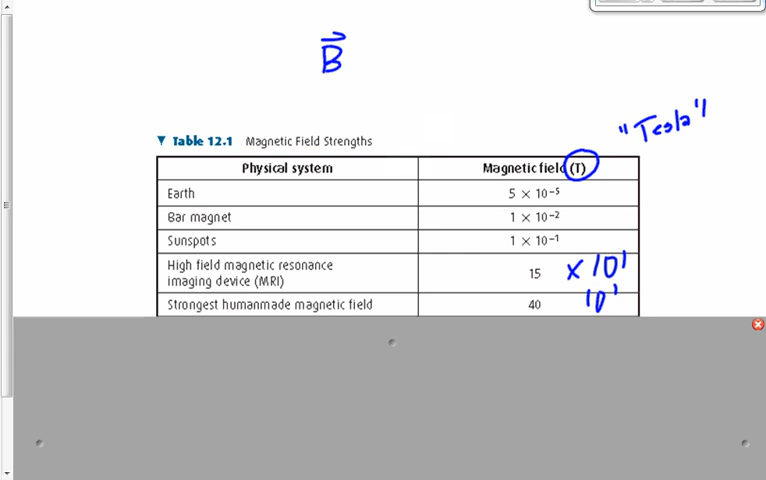 B
"Tesla"
▼ Table 12.1 Magnetic Field Strengths
Physical system Magnetic field (T)
Earth 5 × 10⁻⁵
Bar magnet 1 × 10⁻²
Sunspots 1 × 10⁻¹
High field magnetic resonance
imaging device (MRI) 15 × 10¹
Strongest humanmade magnetic field 40 10¹